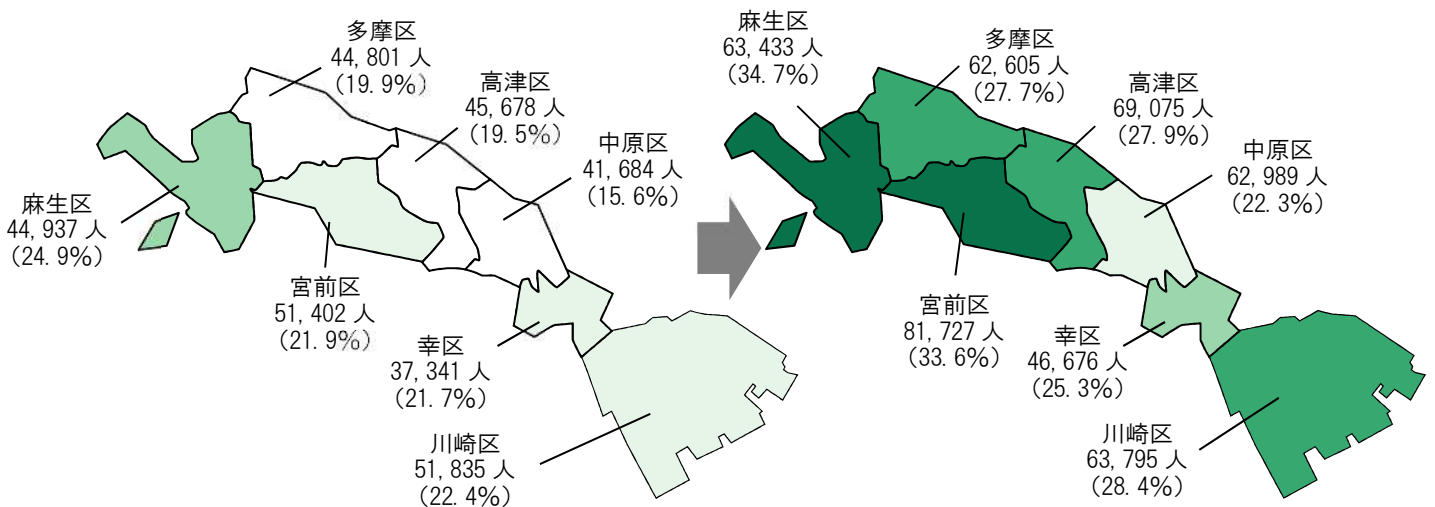 多摩区
44,801 人
(19.9%)
高津区
45,678 人
(19.5%)
中原区
41,684 人
(15.6%)
麻生区
44,937 人
(24.9%)
宮前区
51,402 人
(21.9%)
幸区
37,341 人
(21.7%)
川崎区
51,835 人
(22.4%)
麻生区
63,433 人
(34.7%)
多摩区
62,605 人
(27.7%)
高津区
69,075 人
(27.9%)
中原区
62,989 人
(22.3%)
宮前区
81,727 人
(33.6%)
幸区
46,676 人
(25.3%)
川崎区
63,795 人
(28.4%)